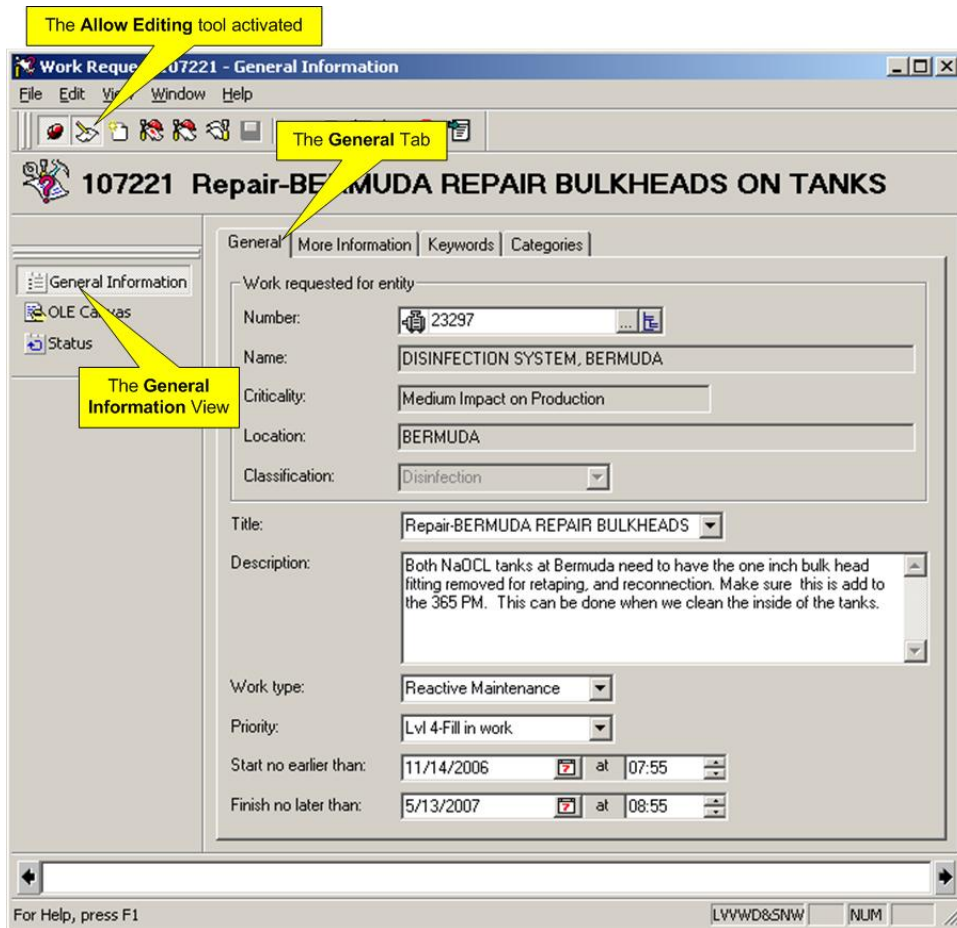 The Allow Editing tool activated
Work Reque 107221 - General Information
File Edit View Window Help
The General Tab
107221 Repair-BERMUDA REPAIR BULKHEADS ON TANKS
General More Information Keywords Categories
General Information
OLE Canvas
Status
The General
Information View
Work requested for entity
Number: 23297 ...
Name: DISINFECTION SYSTEM, BERMUDA
Criticality: Medium Impact on Production
Location: BERMUDA
Classification: Disinfection
Title: Repair-BERMUDA REPAIR BULKHEADS
Description: Both NaOCL tanks at Bermuda need to have the one inch bulk head
fitting removed for retaping, and reconnection. Make sure this is add to
the 365 PM. This can be done when we clean the inside of the tanks.
Work type: Reactive Maintenance
Priority: Lvl 4-Fill in work
Start no earlier than: 11/14/2006 at 07:55
Finish no later than: 5/13/2007 at 08:55
For Help, press F1
LVVWD&SNW NUM